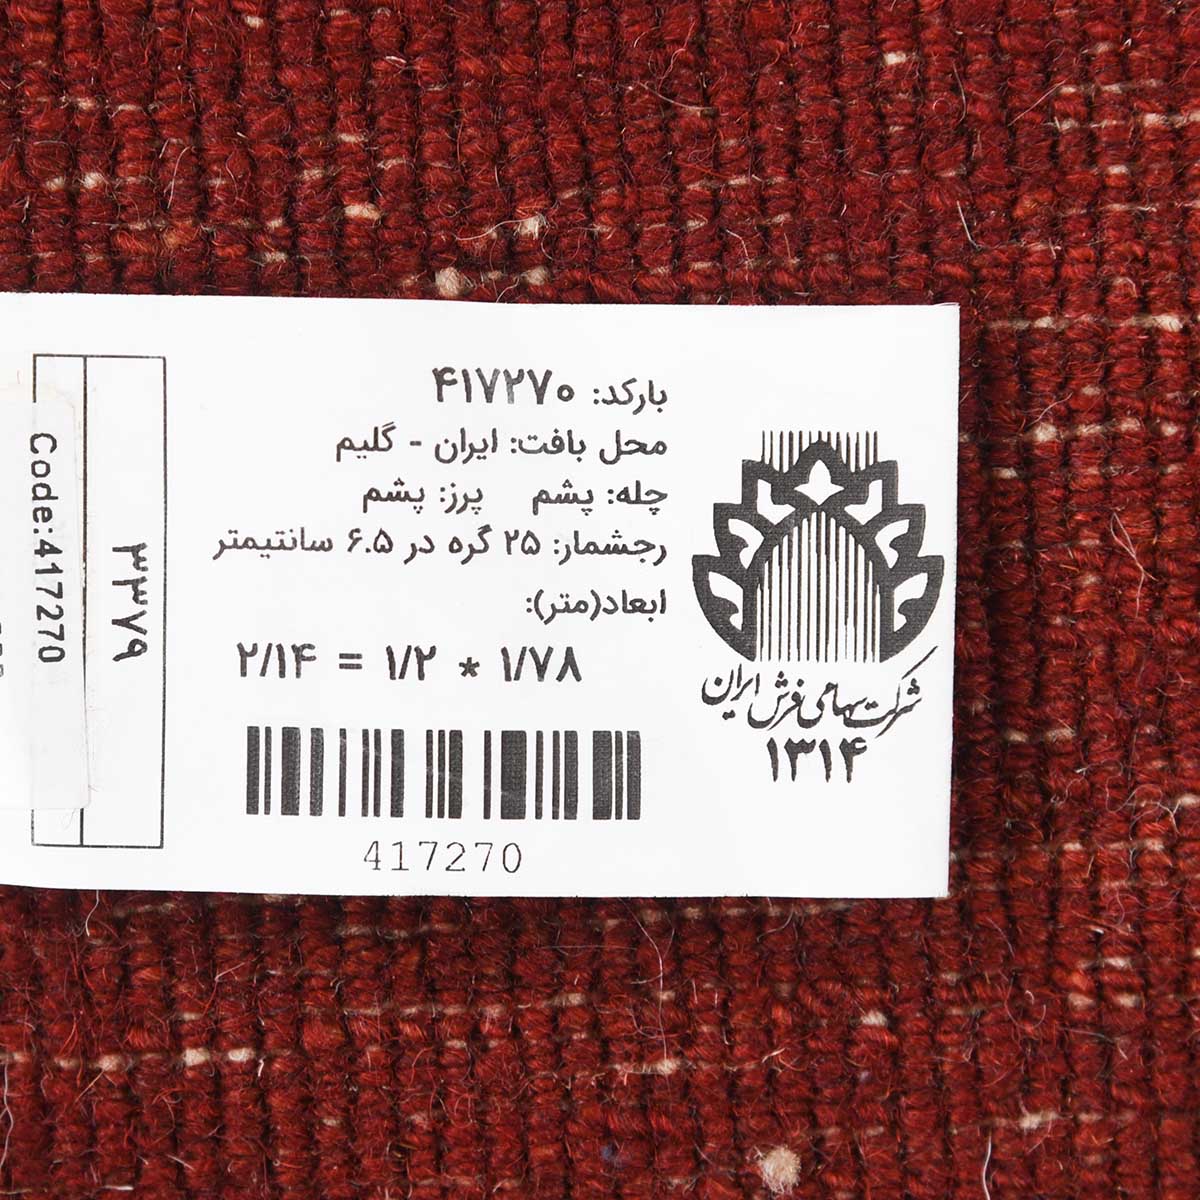 بارکد: ۴۱۷۲۷۰
محل بافت: ایران - گلیم
چله: پشم پرز: پشم
رجشمار: ۲۵ گره در ۶.۵ سانتیمتر
ابعاد(متر):
۱/۷۸ * ۱/۲ = ۲/۱۴
417270
شرکت سهامی فرش ایران
۱۳۱۴
۳۳۷۹
Code:417270